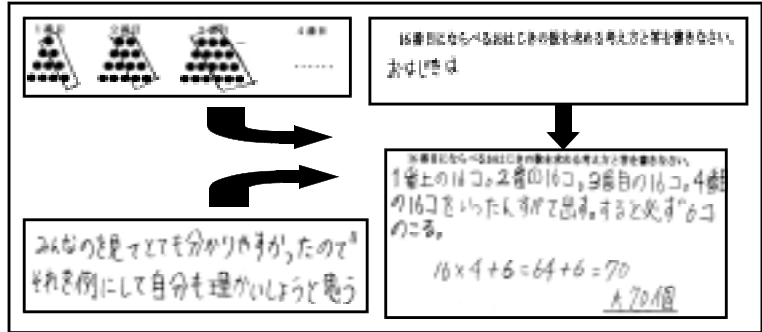 1番目 2番目 3番目 4番目
……
16番目にならべるおはじきの数を求める考え方と答を書きなさい。
おはじきは
16番目にならべるおはじきの数を求める考え方と答を書きなさい。
1番上の16コ。2番の16コ。3番目の16コ。4番目
の16コをいったんすべて出す。すると必ず6コ
のこる。
16×4+6=64+6=70
A.70個
みんなのを見てとても分かりやすかったので
それを例にして自分も理かいしようと思う